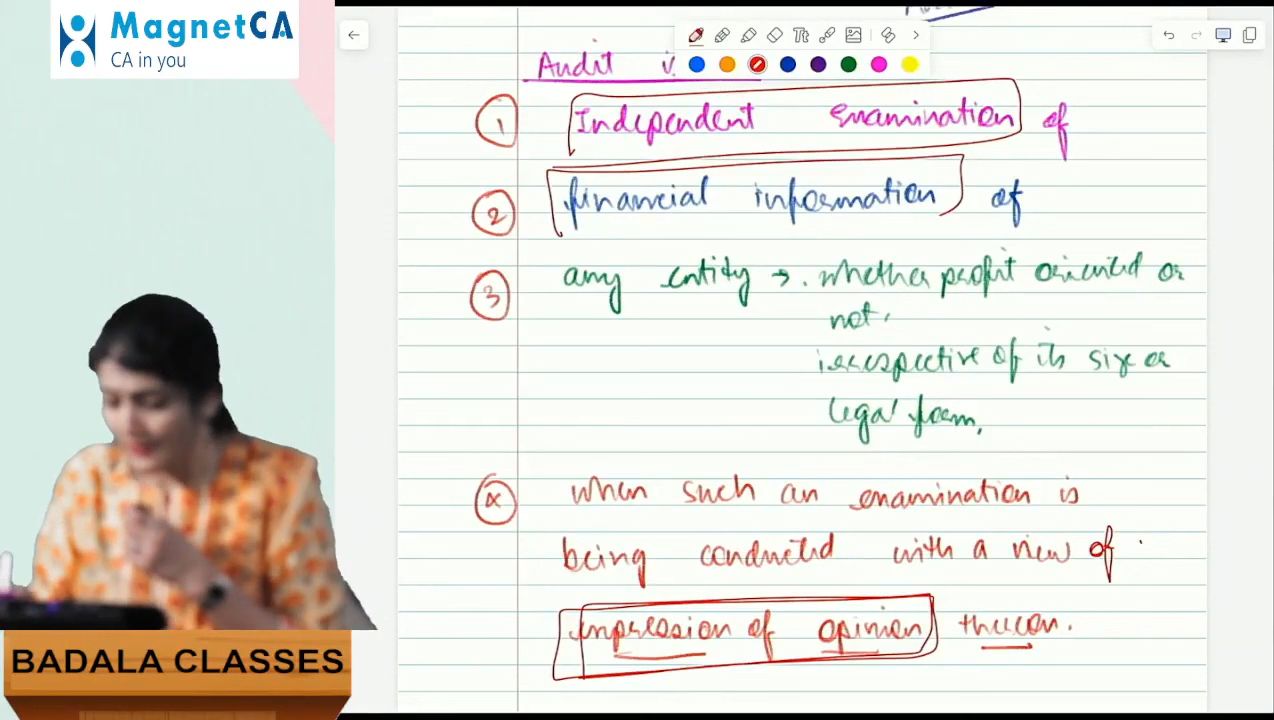 MagnetCA
CA in you
Audit is
1 Independent examination of
2 financial information of
3 any entity → whether profit oriented or
not,
irrespective of its size or
legal form,
when such an examination is
being conducted with a view of
expression of opinion thereon.
BADALA CLASSES